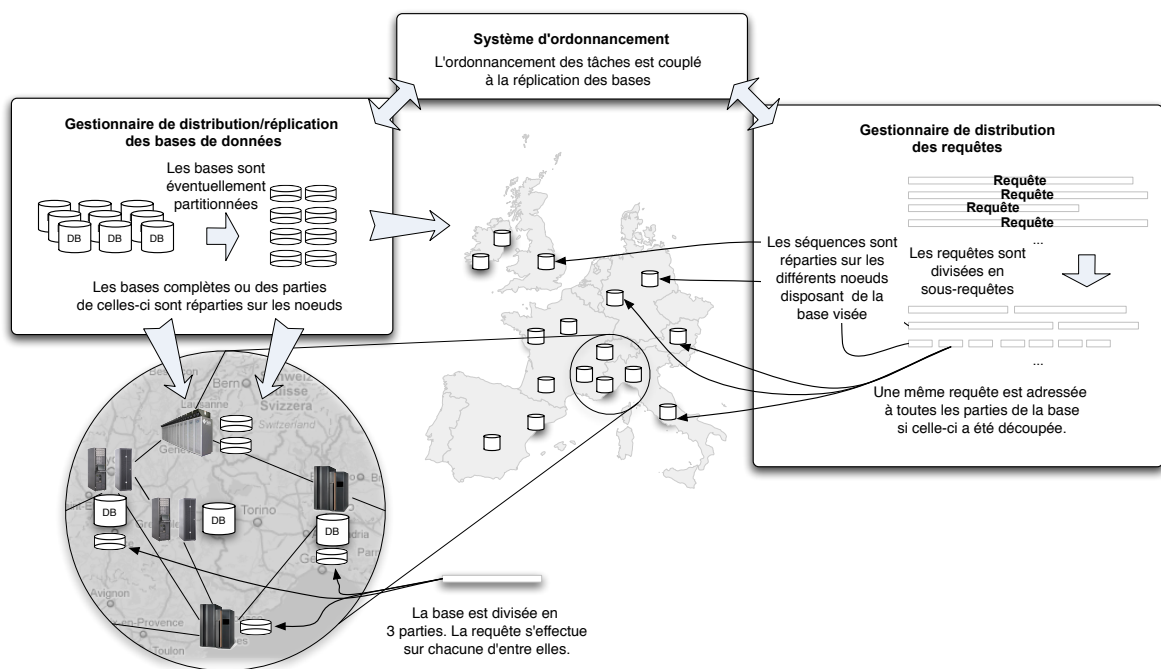 Système d'ordonnancement
L'ordonnancement des tâches est couplé
à la réplication des bases
Gestionnaire de distribution/réplication
des bases de données
Les bases sont
éventuellement
partitionnées
DB
DB
DB
Les bases complètes ou des parties
de celles-ci sont réparties sur les noeuds
Gestionnaire de distribution
des requêtes
Requête
Requête
Requête
Requête
...
Les requêtes sont
divisées en
sous-requêtes
...
Une même requête est adressée
à toutes les parties de la base
si celle-ci a été découpée.
Les séquences sont
réparties sur les
différents noeuds
disposant de la
base visée
Bern
Svizzera
Switzerland
Lausanne
DB
DB
DB
Torino
Avignon
Toulon
La base est divisée en
3 parties. La requête s'effectue
sur chacune d'entre elles.